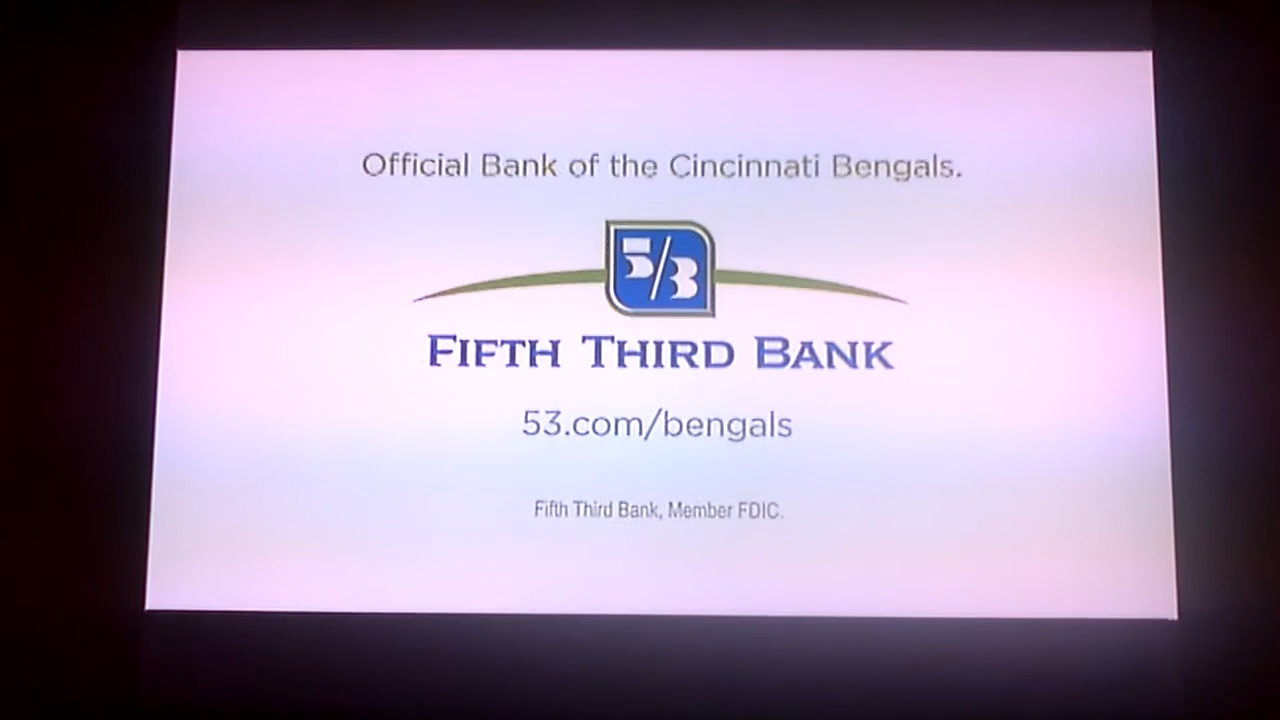 Official Bank of the Cincinnati Bengals.
5/3
FIFTH THIRD BANK
53.com/bengals
Fifth Third Bank, Member FDIC.